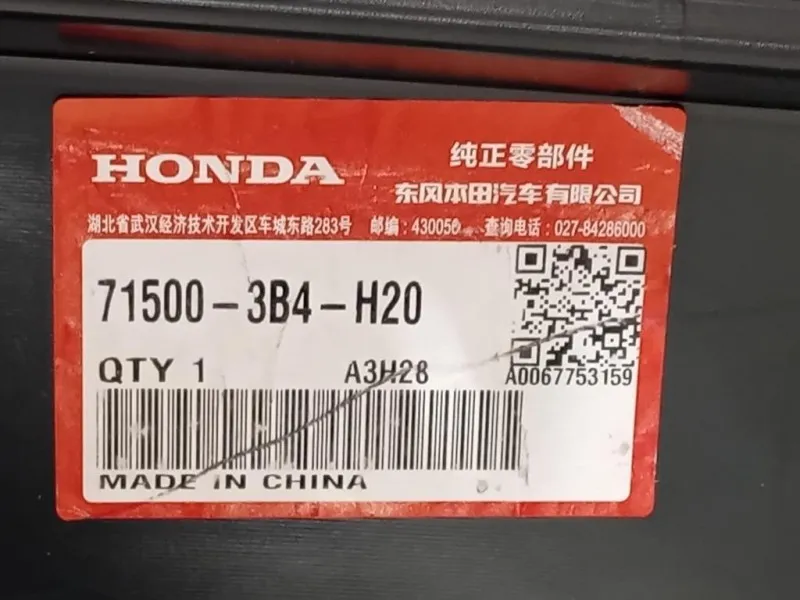 HONDA 纯正零部件
东风本田汽车有限公司
湖北省武汉经济技术开发区车城东路283号 邮编:430056 查询电话:027-84286000
71500-3B4-H20
QTY 1 A3H28 A0067753159
MADE IN CHINA